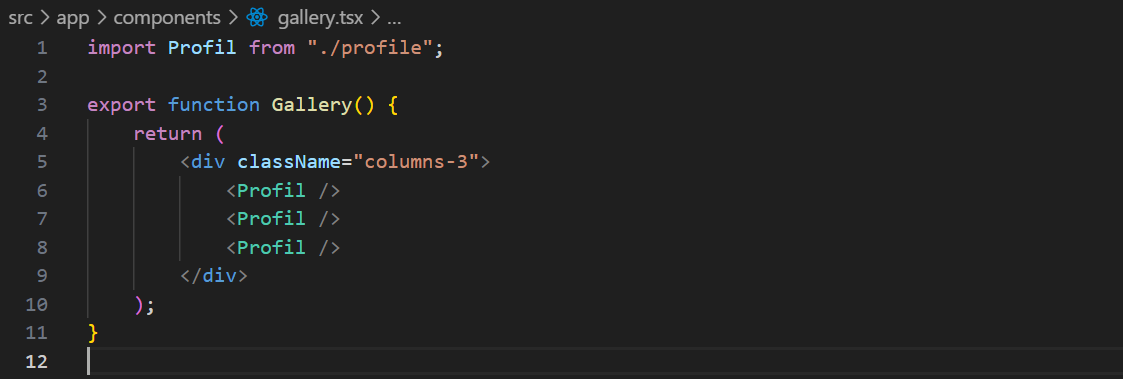 src > app > components > gallery.tsx > ...
1 import Profil from "./profile";
2
3 export function Gallery() {
4 return (
5 <div className="columns-3">
6 <Profil />
7 <Profil />
8 <Profil />
9 </div>
10 );
11 }
12